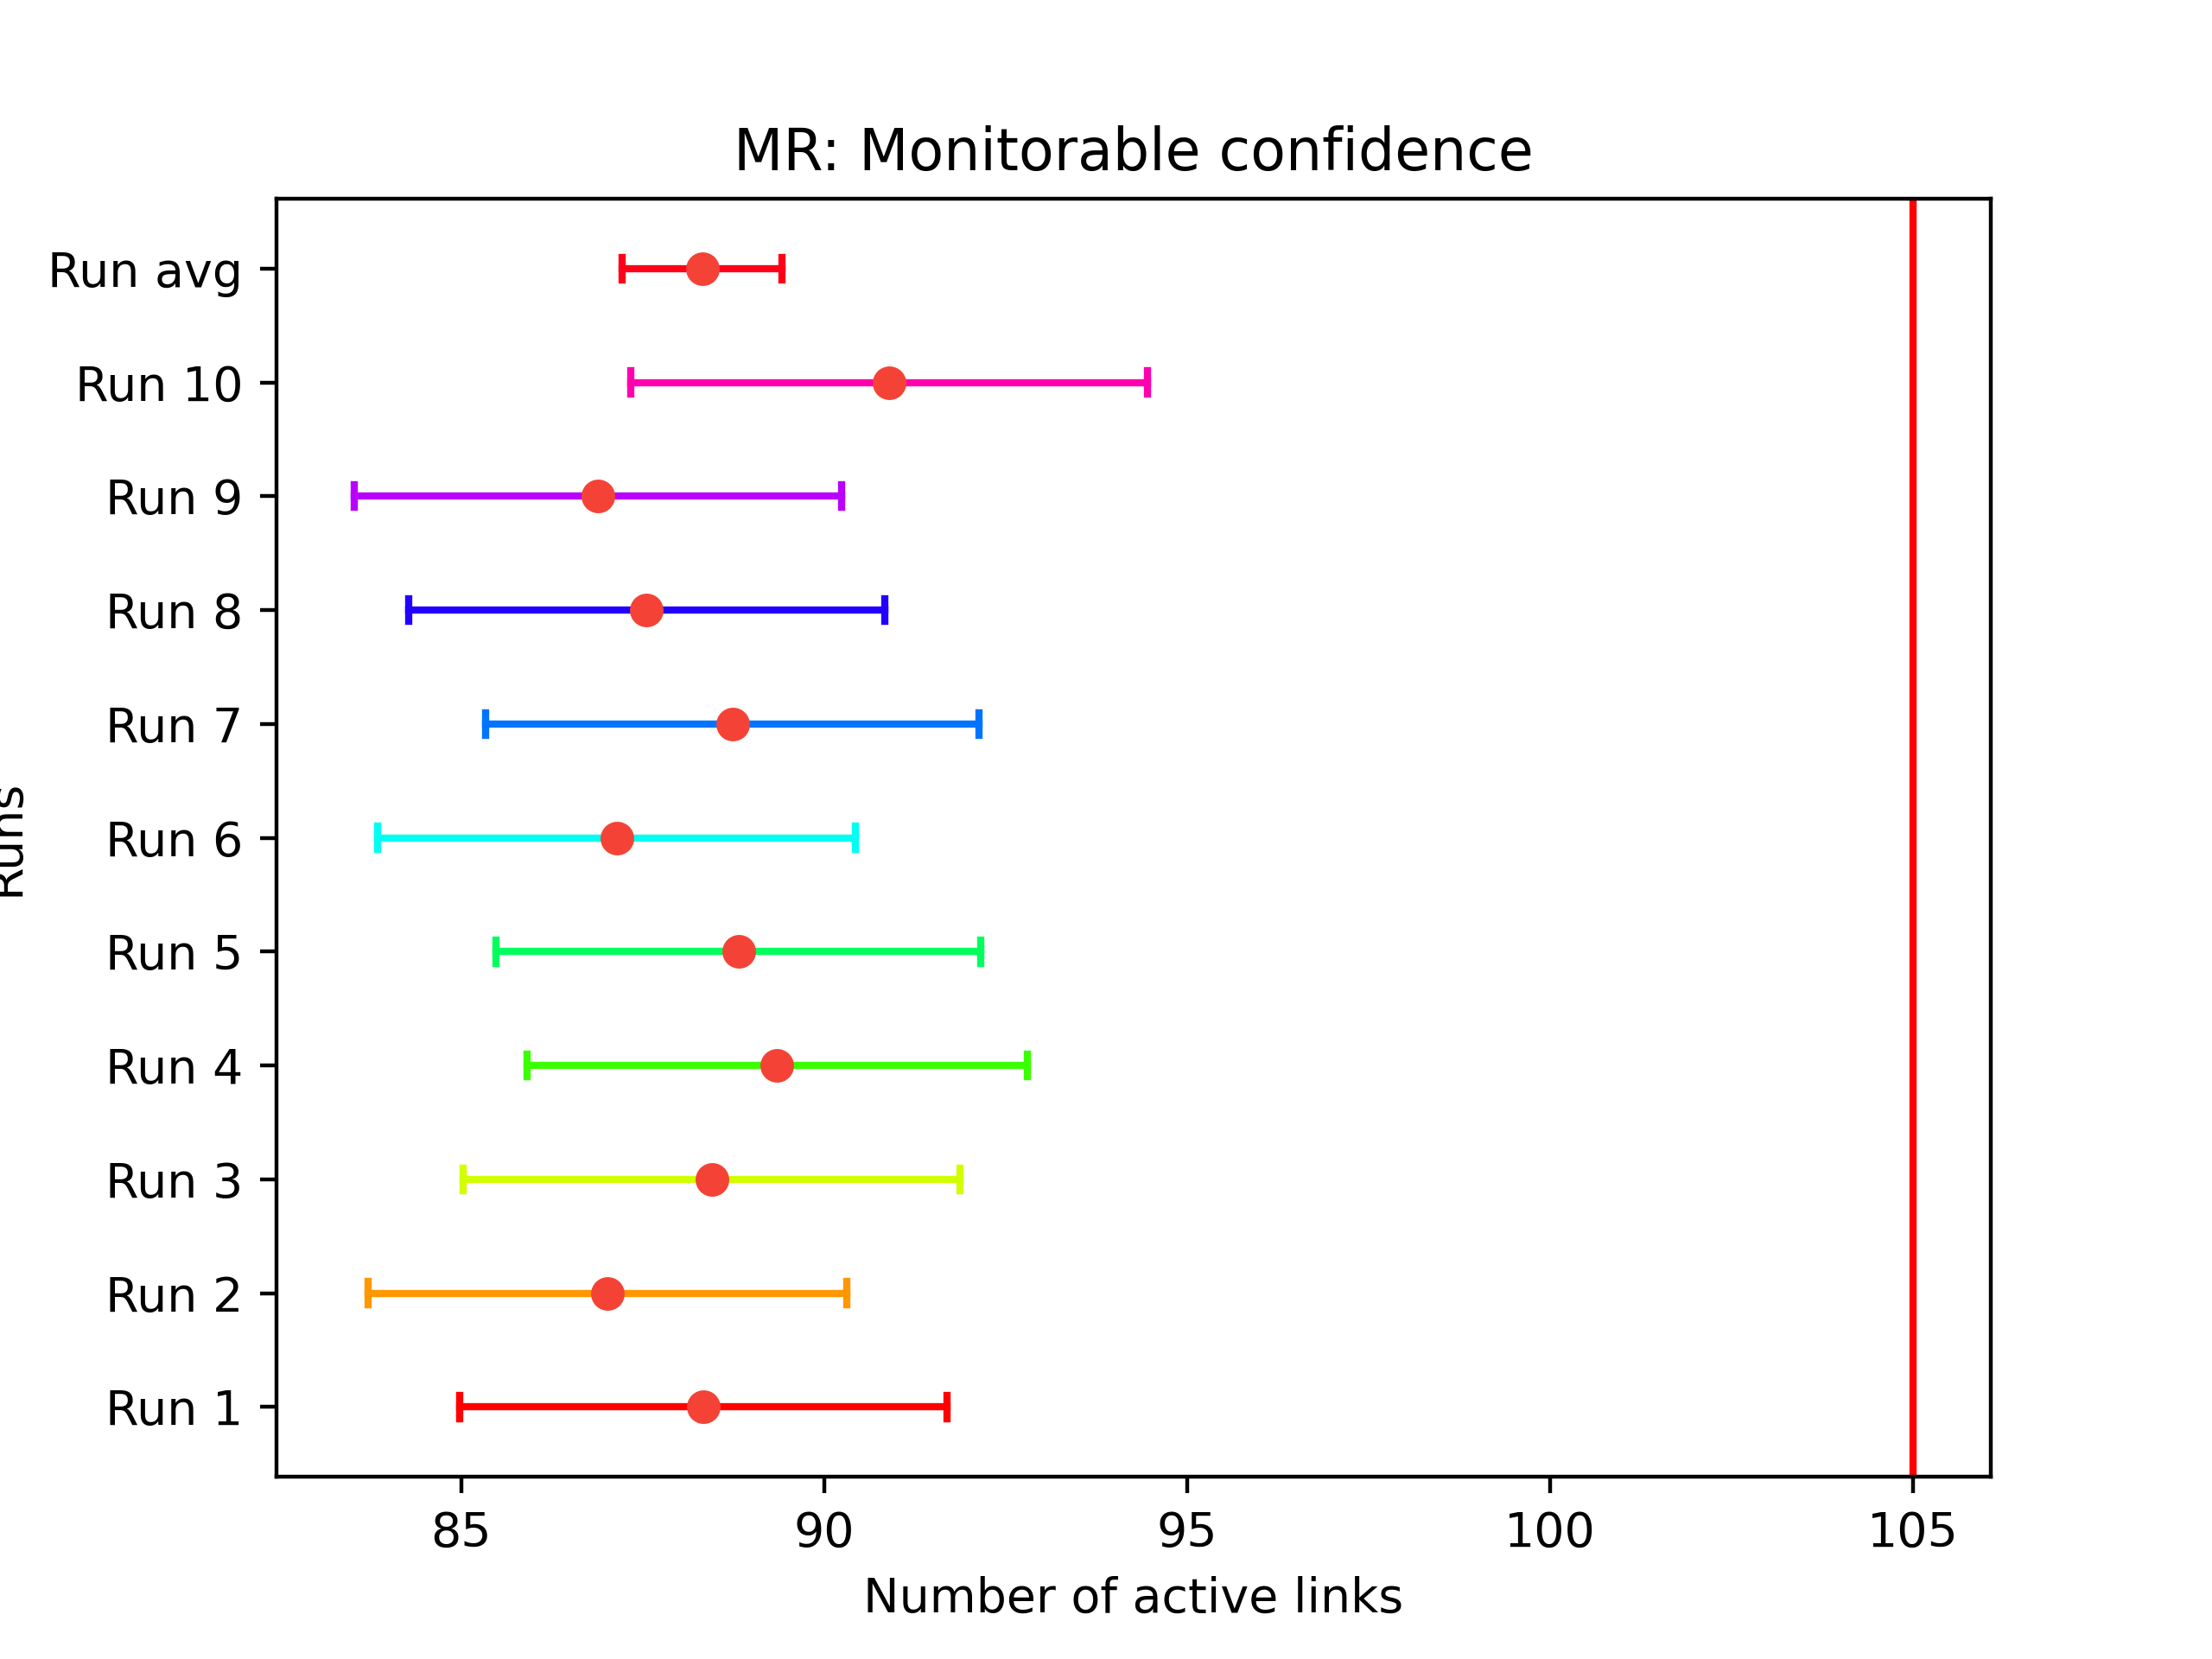 MR: Monitorable confidence
Run avg
Run 10
Run 9
Run 8
Run 7
Run 6
Run 5
Run 4
Run 3
Run 2
Run 1
Runs
85 90 95 100 105
Number of active links